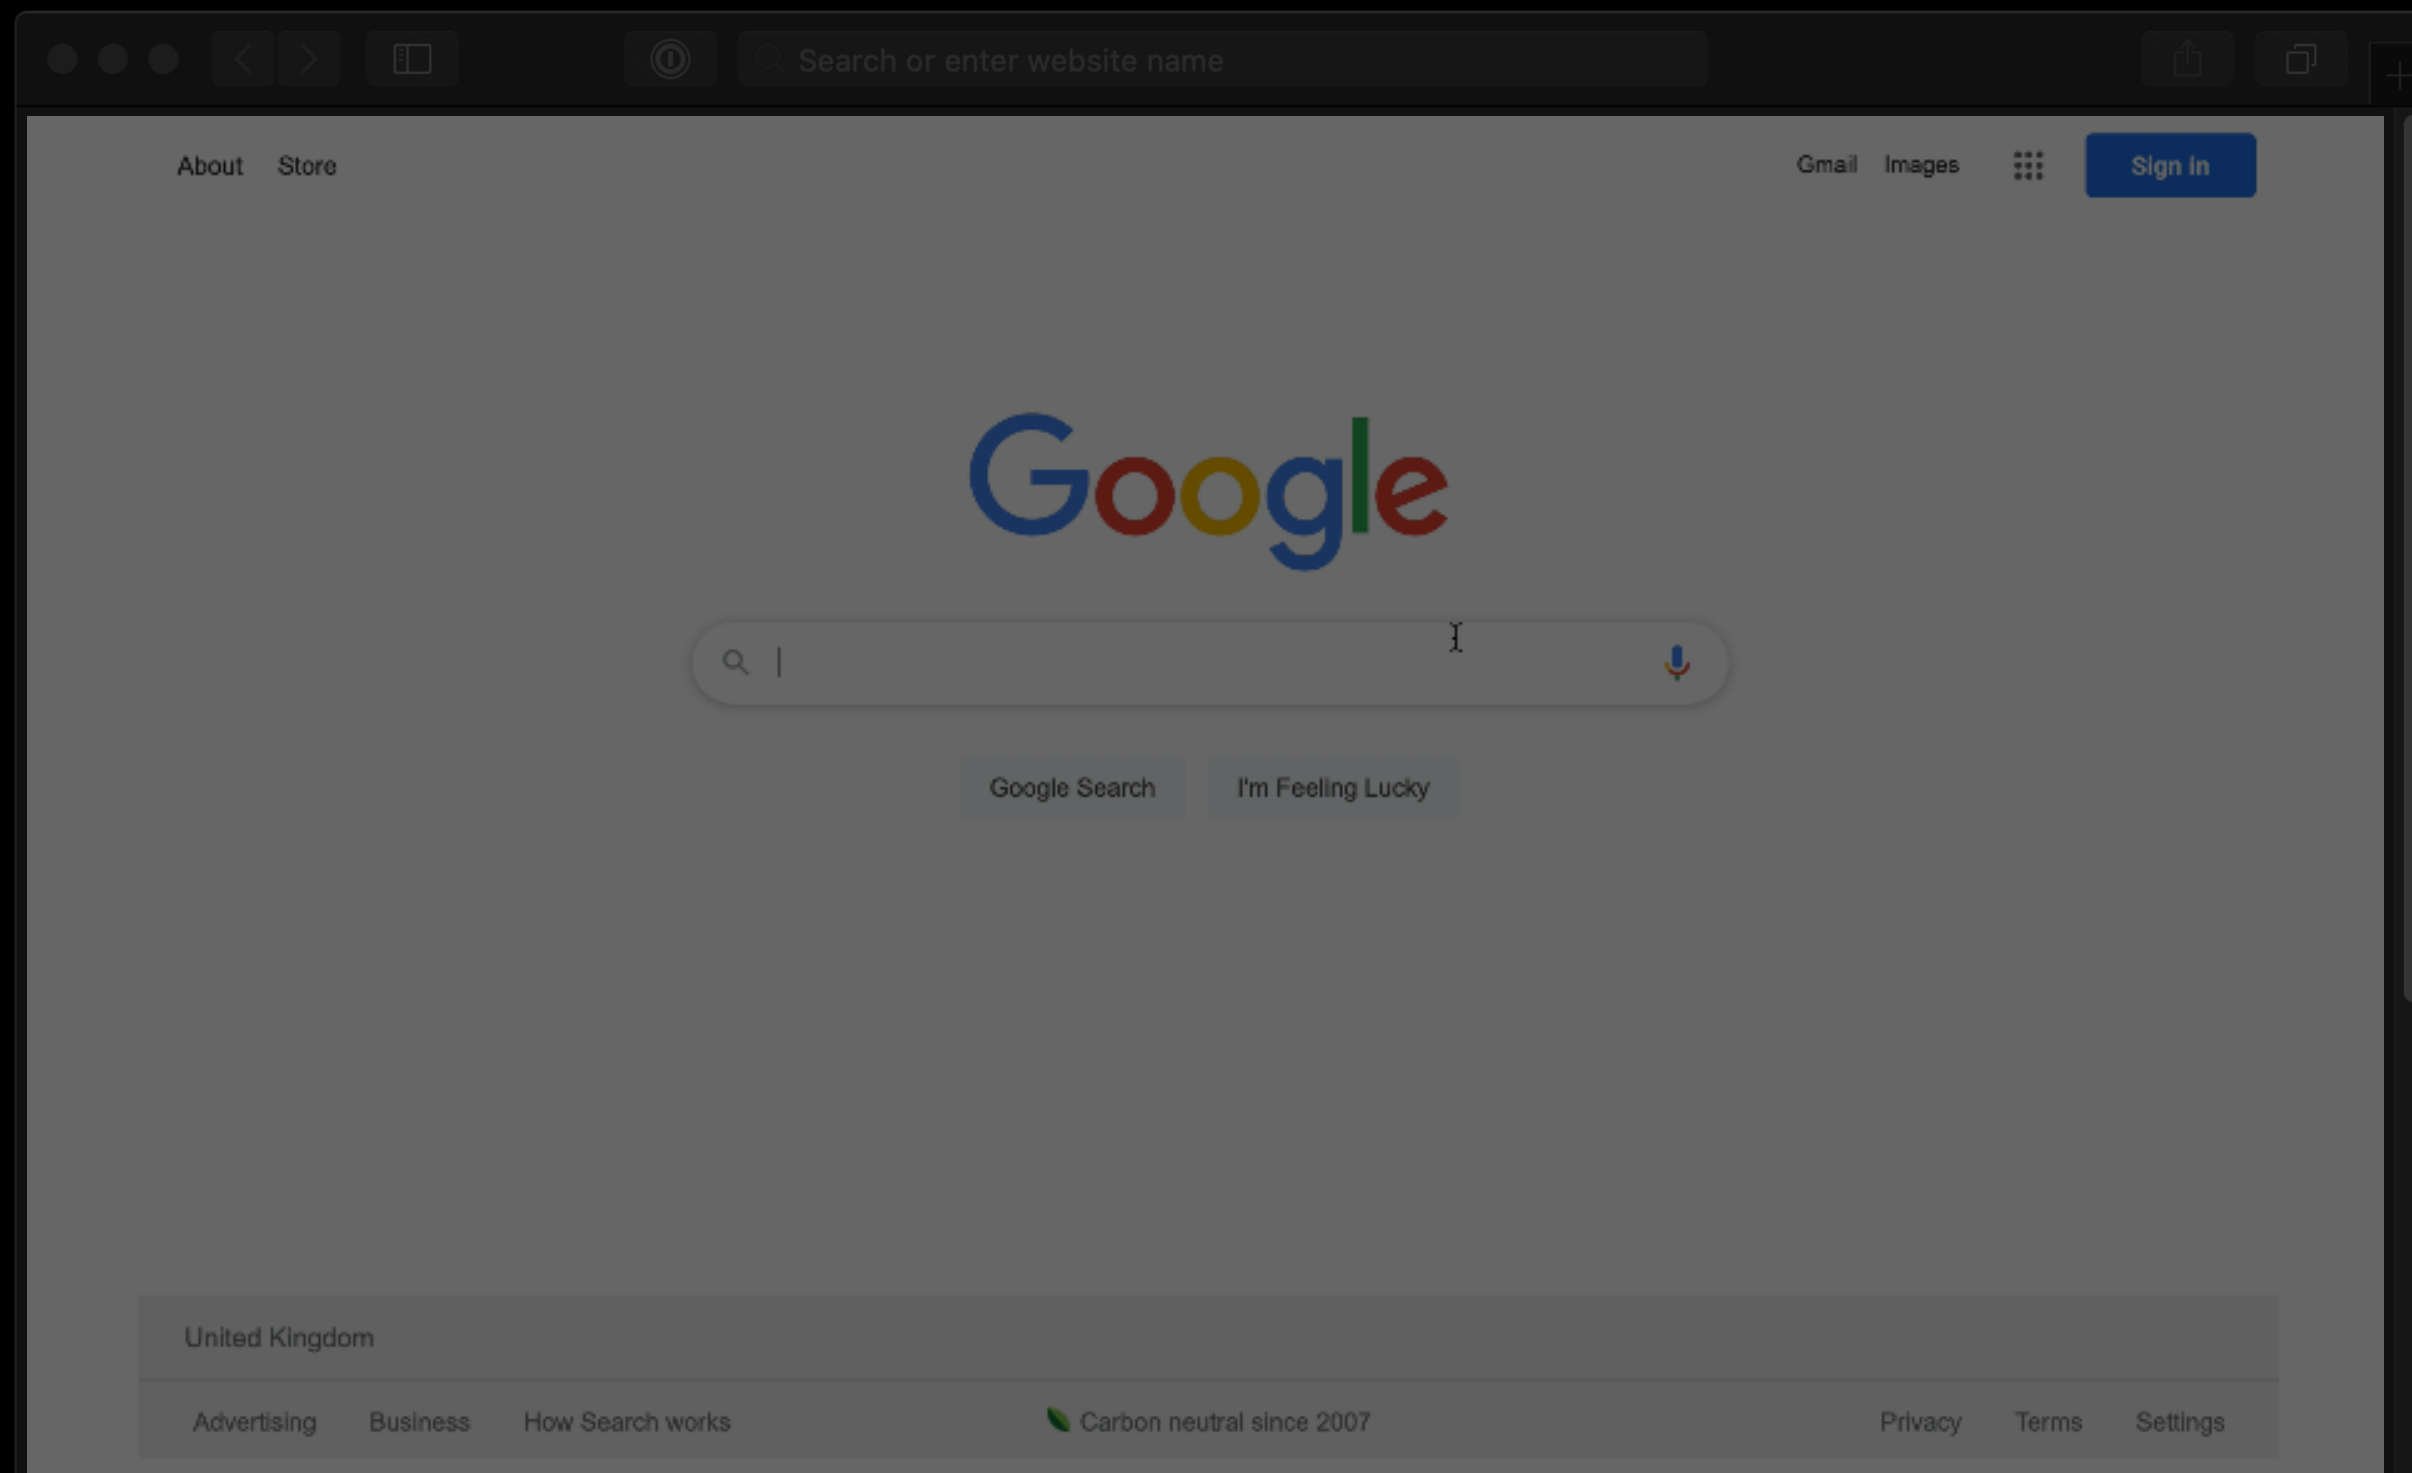 Search or enter website name
About Store Gmail Images Sign in
Google
Google Search I'm Feeling Lucky
United Kingdom
Advertising Business How Search works Carbon neutral since 2007 Privacy Terms Settings